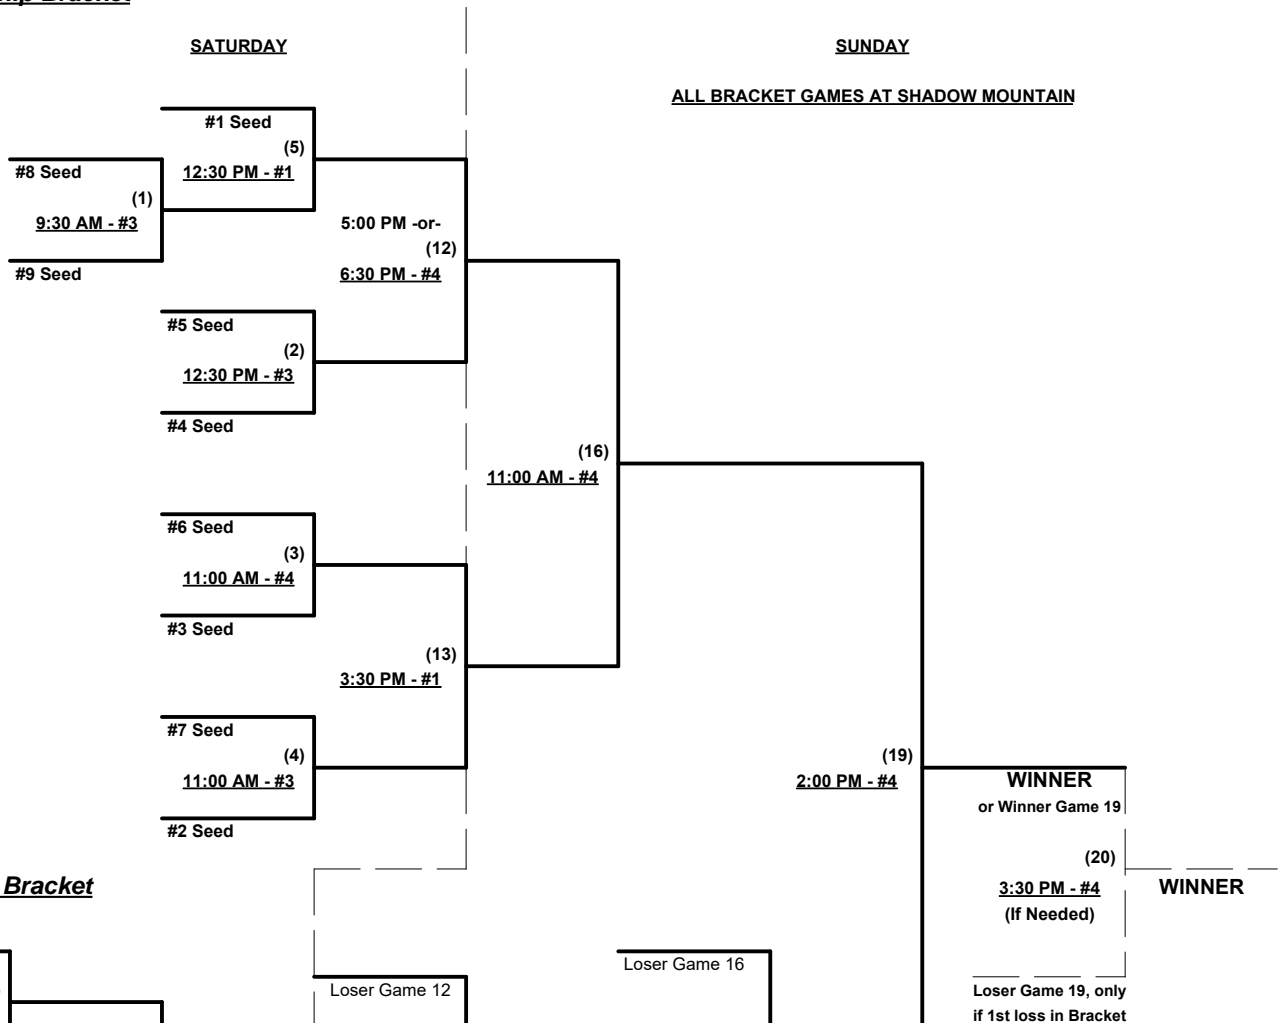 SATURDAY
SUNDAY
ALL BRACKET GAMES AT SHADOW MOUNTAIN
#1 Seed
(5)
12:30 PM - #1
#8 Seed
(1)
9:30 AM - #3
#9 Seed
5:00 PM -or-
(12)
6:30 PM - #4
#5 Seed
(2)
12:30 PM - #3
#4 Seed
(16)
11:00 AM - #4
#6 Seed
(3)
11:00 AM - #4
#3 Seed
(13)
3:30 PM - #1
#7 Seed
(4)
11:00 AM - #3
#2 Seed
(19)
2:00 PM - #4
WINNER
or Winner Game 19
(20)
3:30 PM - #4
(If Needed)
WINNER
Bracket
Loser Game 16
Loser Game 12
Loser Game 19, only
if 1st loss in Bracket